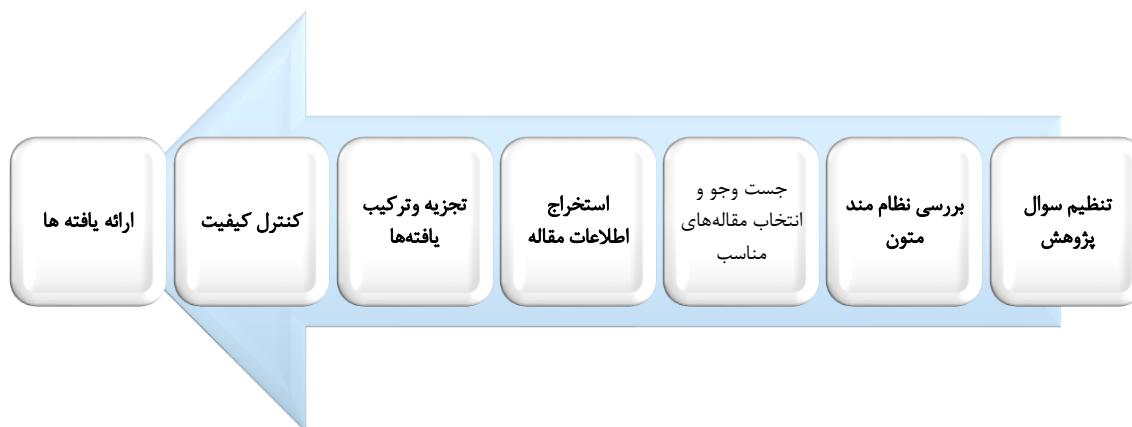 تنظیم سوال
پژوهش
بررسی نظام مند
متون
جست وجو و
انتخاب مقاله‌های
مناسب
استخراج
اطلاعات مقاله
تجزیه وترکیب
یافته‌ها
کنترل کیفیت
ارائه یافته ها